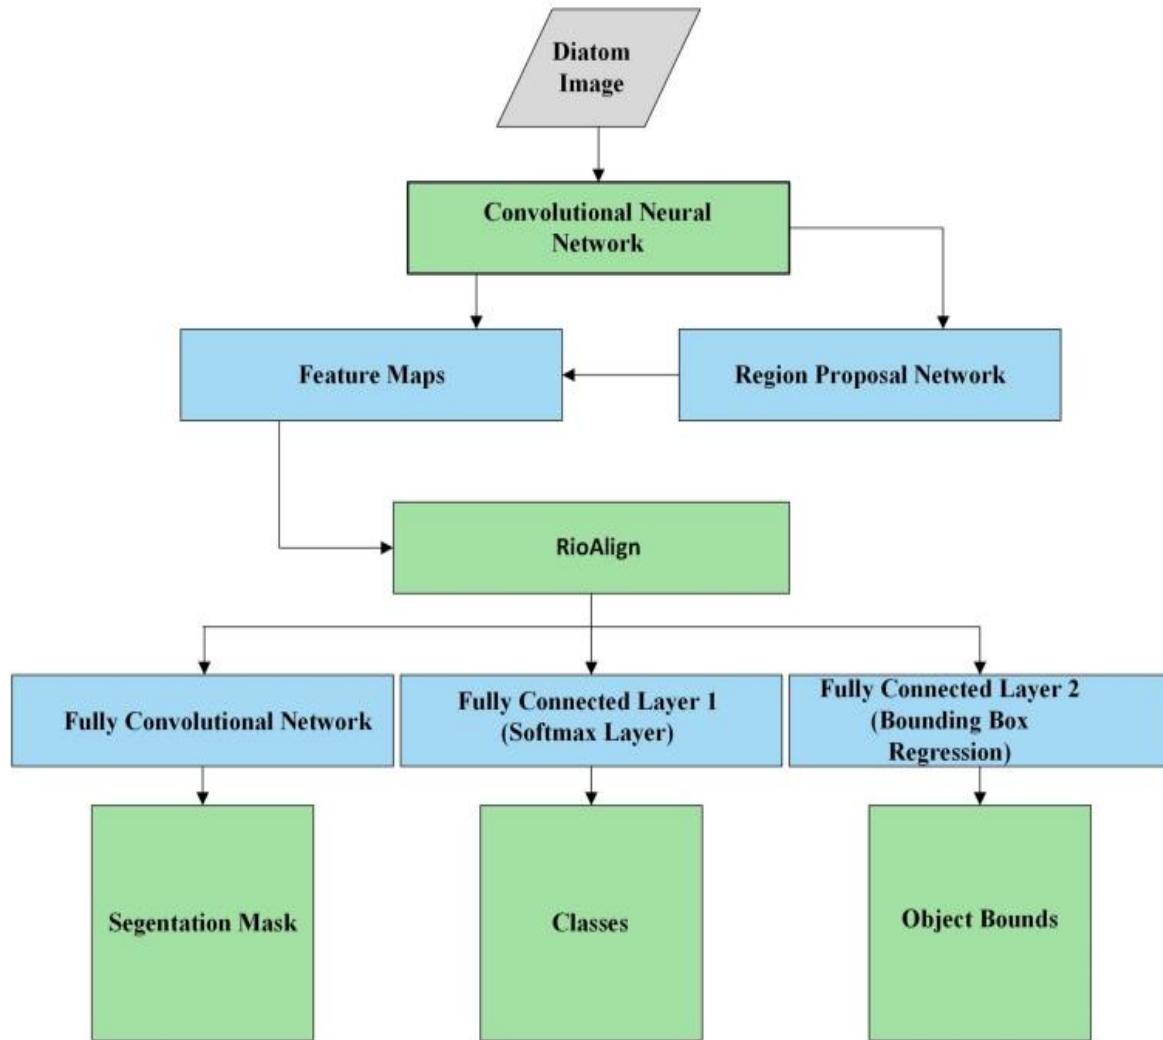 Diatom
Image
Convolutional Neural
Network
Feature Maps
Region Proposal Network
RioAlign
Fully Convolutional Network
Fully Connected Layer 1
(Softmax Layer)
Fully Connected Layer 2
(Bounding Box
Regression)
Segentation Mask
Classes
Object Bounds